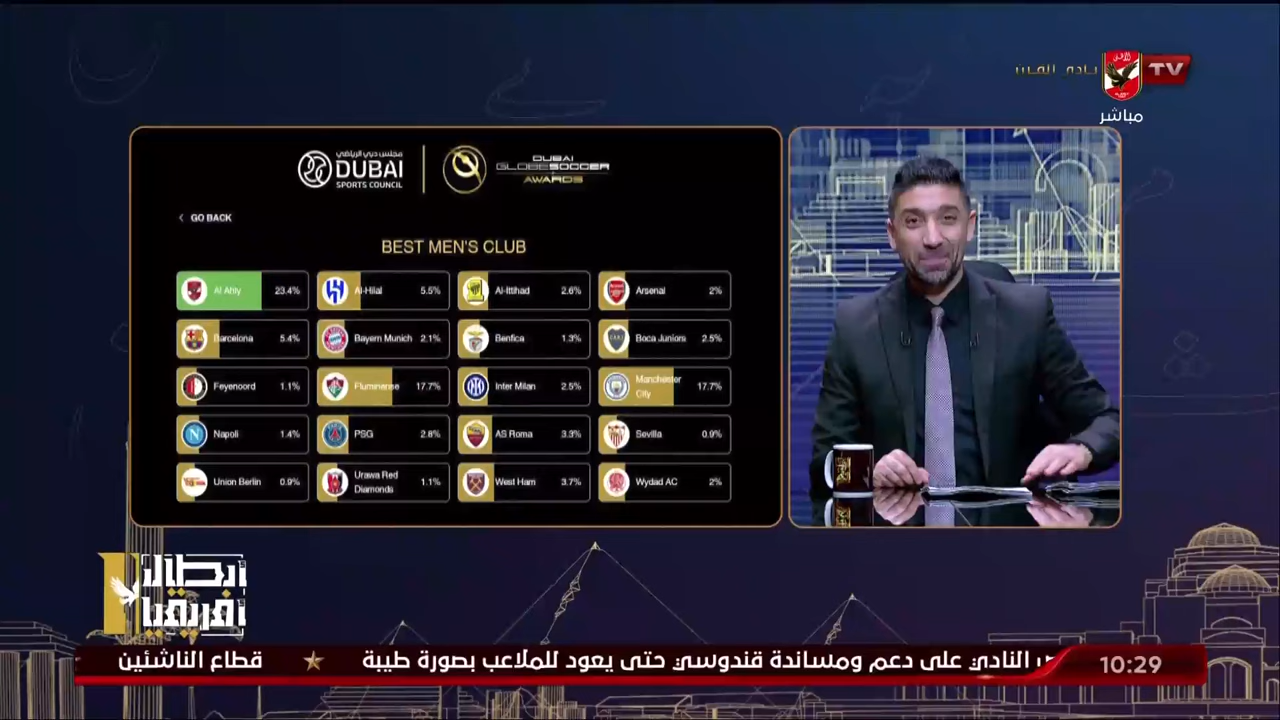 نادي القرن
TV
مباشر
مجلس دبي الرياضي
DUBAI
SPORTS COUNCIL
DUBAI
GLOBESOCCER
AWARDS
GO BACK
BEST MEN'S CLUB
Al Ahly 23.4%
Al-Hilal 5.5%
Al-Ittihad 2.6%
Arsenal 2%
Barcelona 5.4%
Bayern Munich 2.1%
Benfica 1.3%
Boca Juniors 2.5%
Feyenoord 1.1%
Fluminense 17.7%
Inter Milan 2.5%
Manchester
City 17.7%
Napoli 1.4%
PSG 2.8%
AS Roma 3.3%
Sevilla 0.9%
Union Berlin 0.9%
Urawa Red
Diamonds 1.1%
West Ham 3.7%
Wydad AC 2%
أبطال
أفريقيا
النادي على دعم ومساندة قندوسي حتى يعود للملاعب بصورة طيبة
قطاع الناشئين
10:29